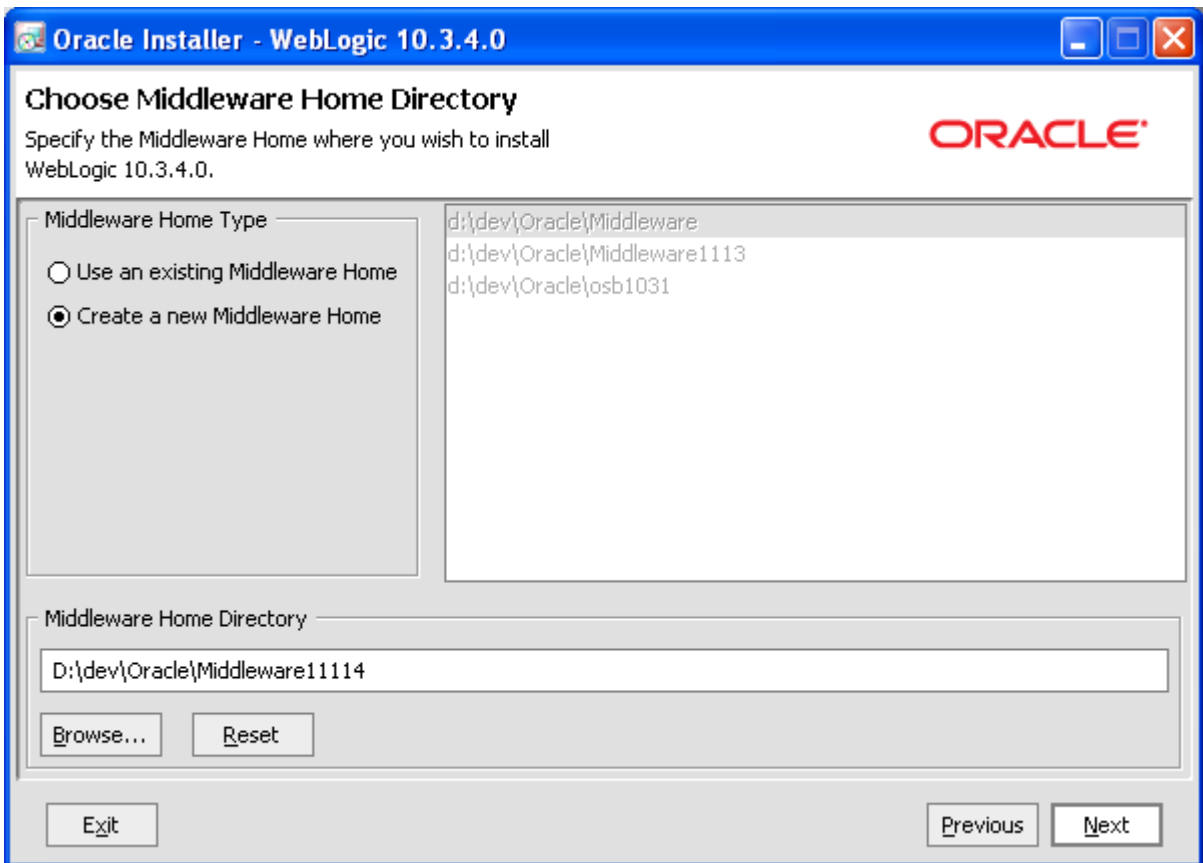 Oracle Installer - WebLogic 10.3.4.0
Choose Middleware Home Directory
Specify the Middleware Home where you wish to install
WebLogic 10.3.4.0.
ORACLE
Middleware Home Type
Use an existing Middleware Home
Create a new Middleware Home
d:\dev\Oracle\Middleware
d:\dev\Oracle\Middleware1113
d:\dev\Oracle\osb1031
Middleware Home Directory
D:\dev\Oracle\Middleware11114
Browse... Reset
Exit Previous Next